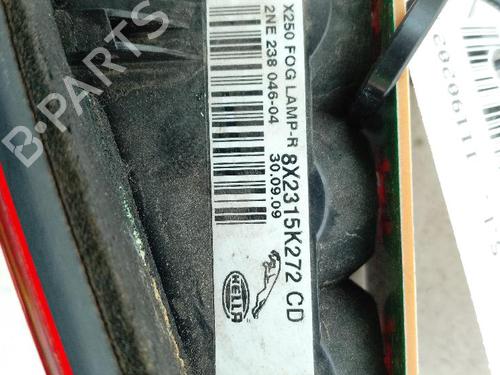 X250 FOG LAMP-R
2NE 238 046-04
8X2315K272 CD
30.09.09
HELLA
B-PARTS